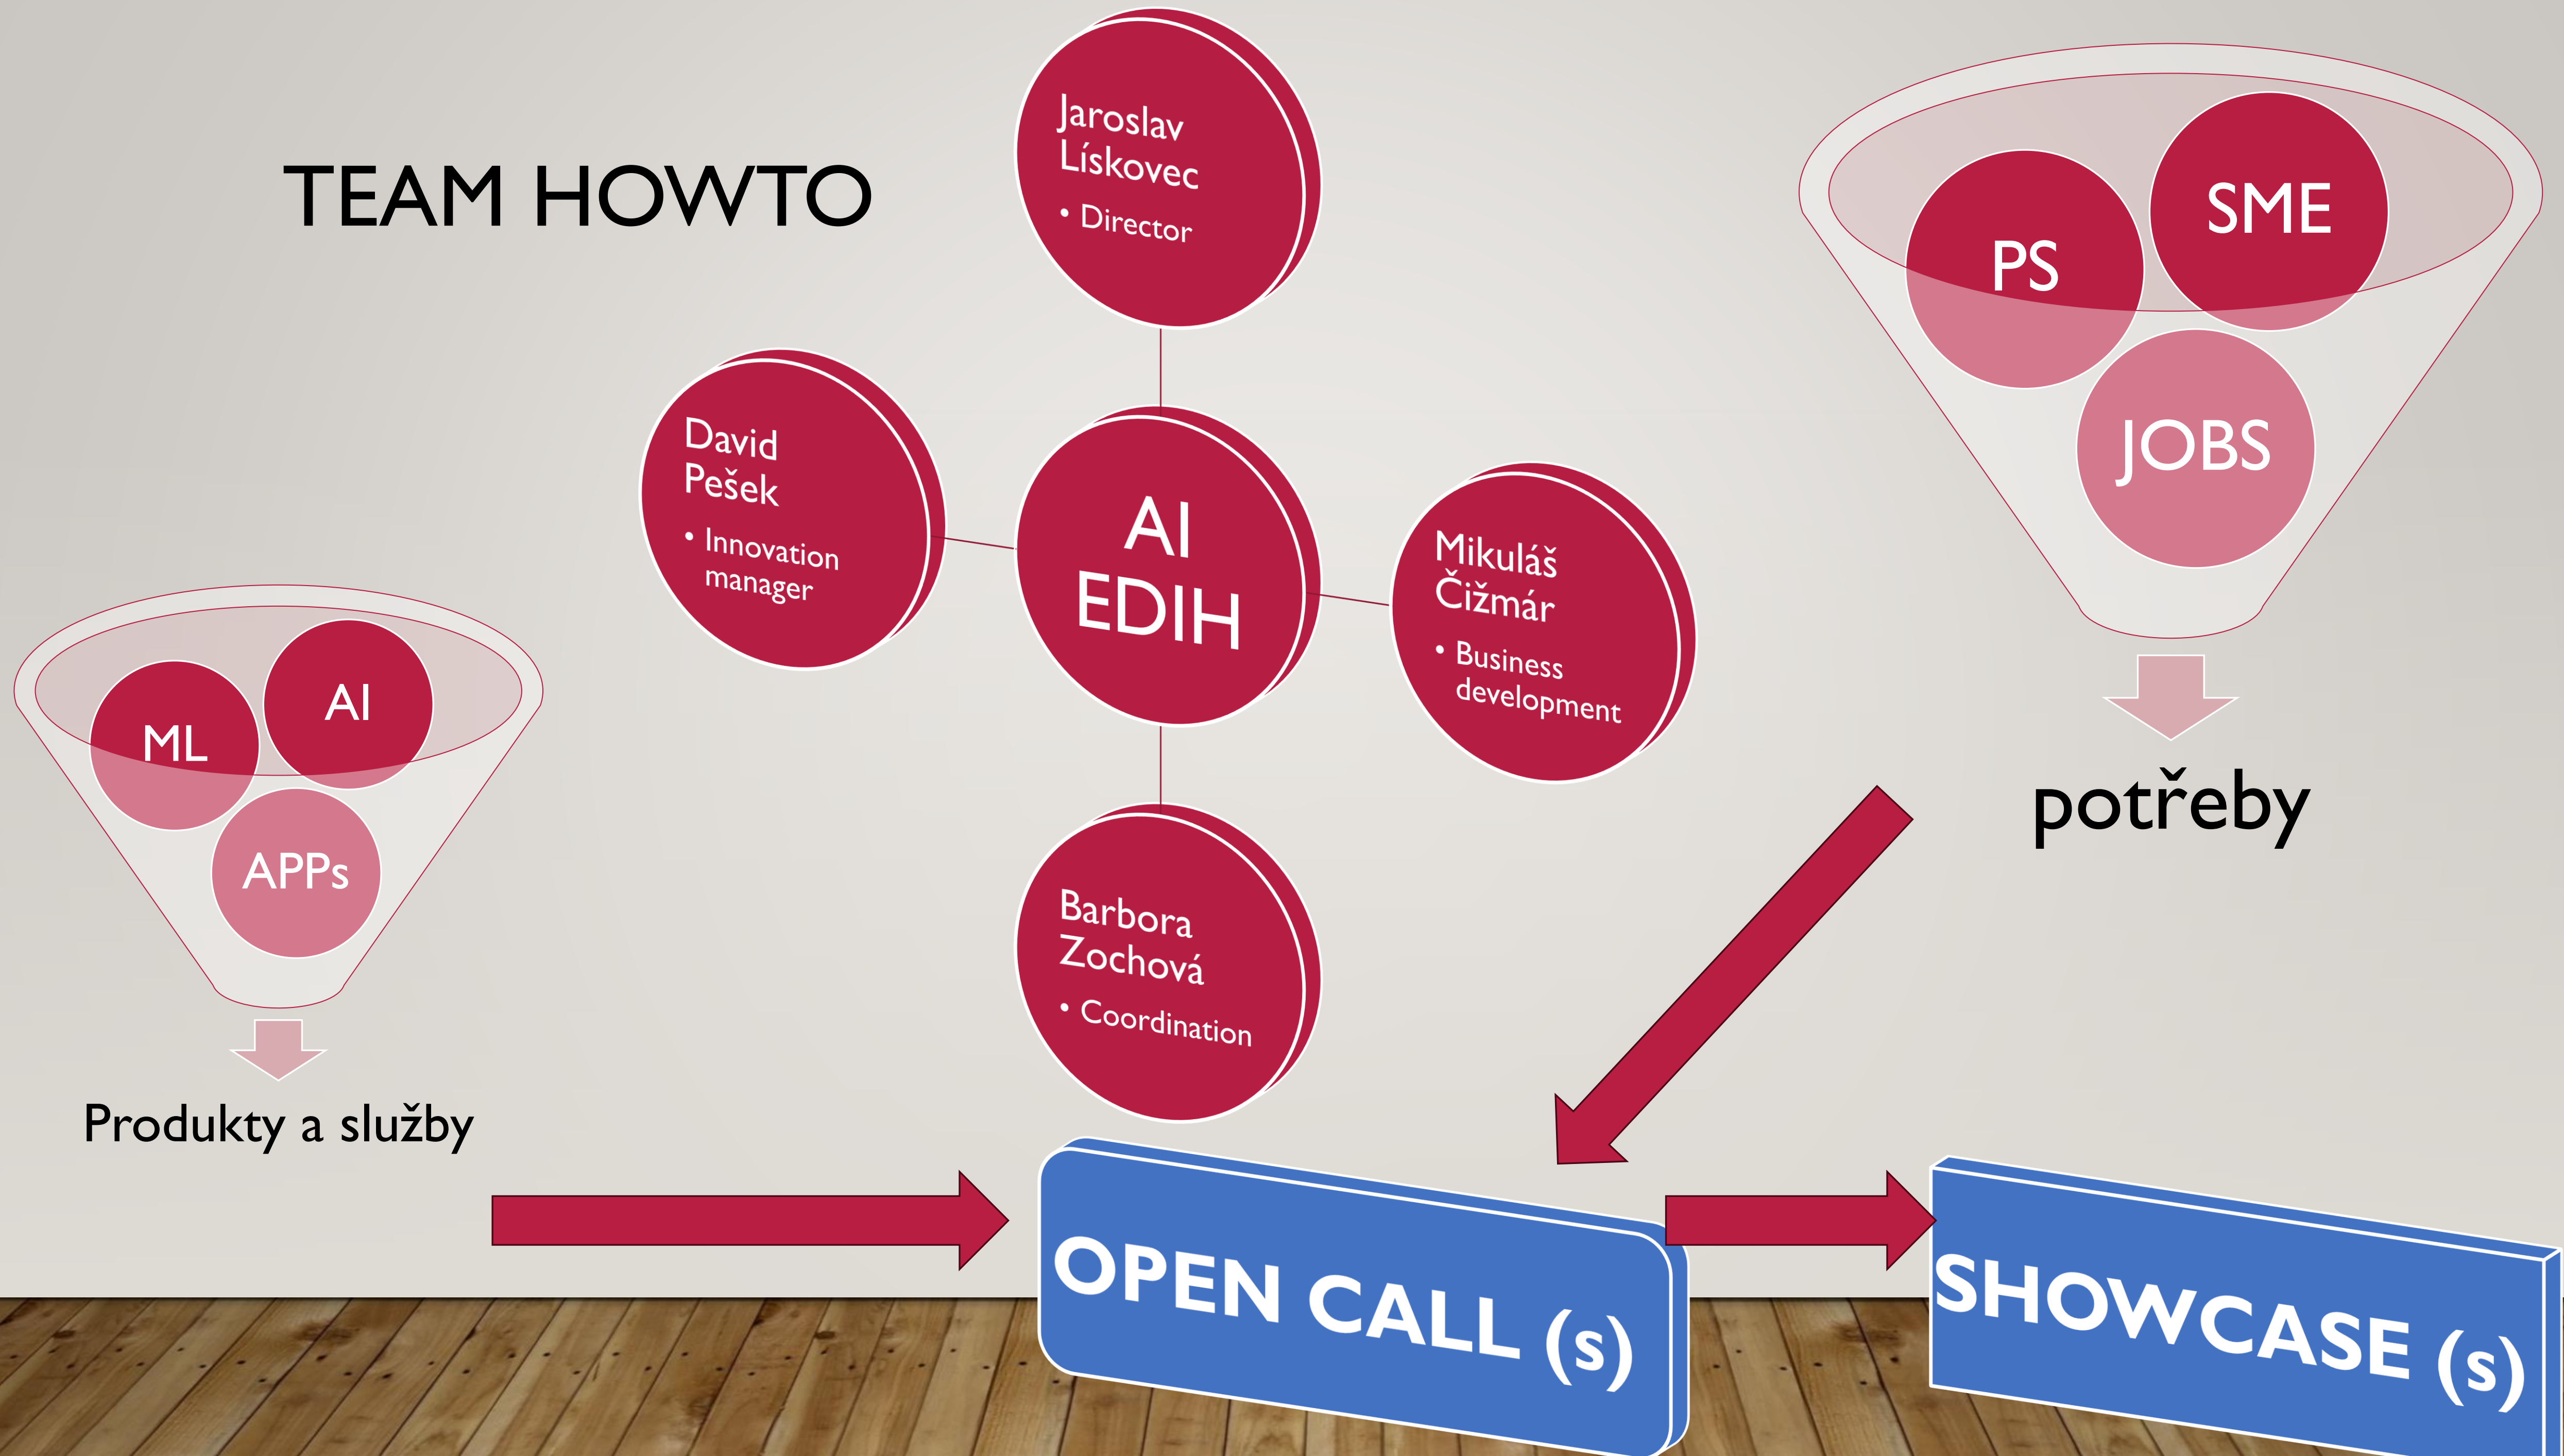 TEAM HOWTO
Jaroslav
Lískovec
• Director
David
Pešek
• Innovation
manager
AI
EDIH
Mikuláš
Čižmár
• Business
development
Barbora
Zochová
• Coordination
SME
PS
JOBS
potřeby
AI
ML
APPs
Produkty a služby
OPEN CALL (s)
SHOWCASE (s)